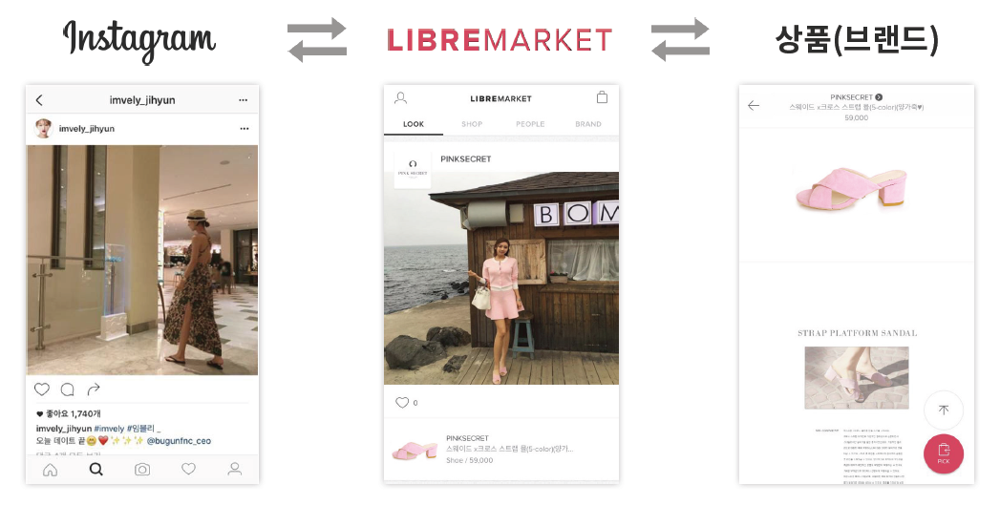 Instagram
LIBREMARKET
상품(브랜드)
imvely_jihyun
imvely_jihyun
좋아요 1,740개
imvely_jihyun #imvely #임블리 _
오늘 데이트 끝😊❤️✨✨✨ @bugunfnc_ceo
LIBREMARKET
LOOK SHOP PEOPLE BRAND
PINK SECRET
PINKSECRET
BOM
0
PINKSECRET
스웨이드 x크로스 스트랩 뮬(5-color)(양가...
Shoe / 59,000
PINKSECRET
스웨이드 x크로스 스트랩 뮬(5-color)(양가죽♥)
59,000
STRAP PLATFORM SANDAL
PICK